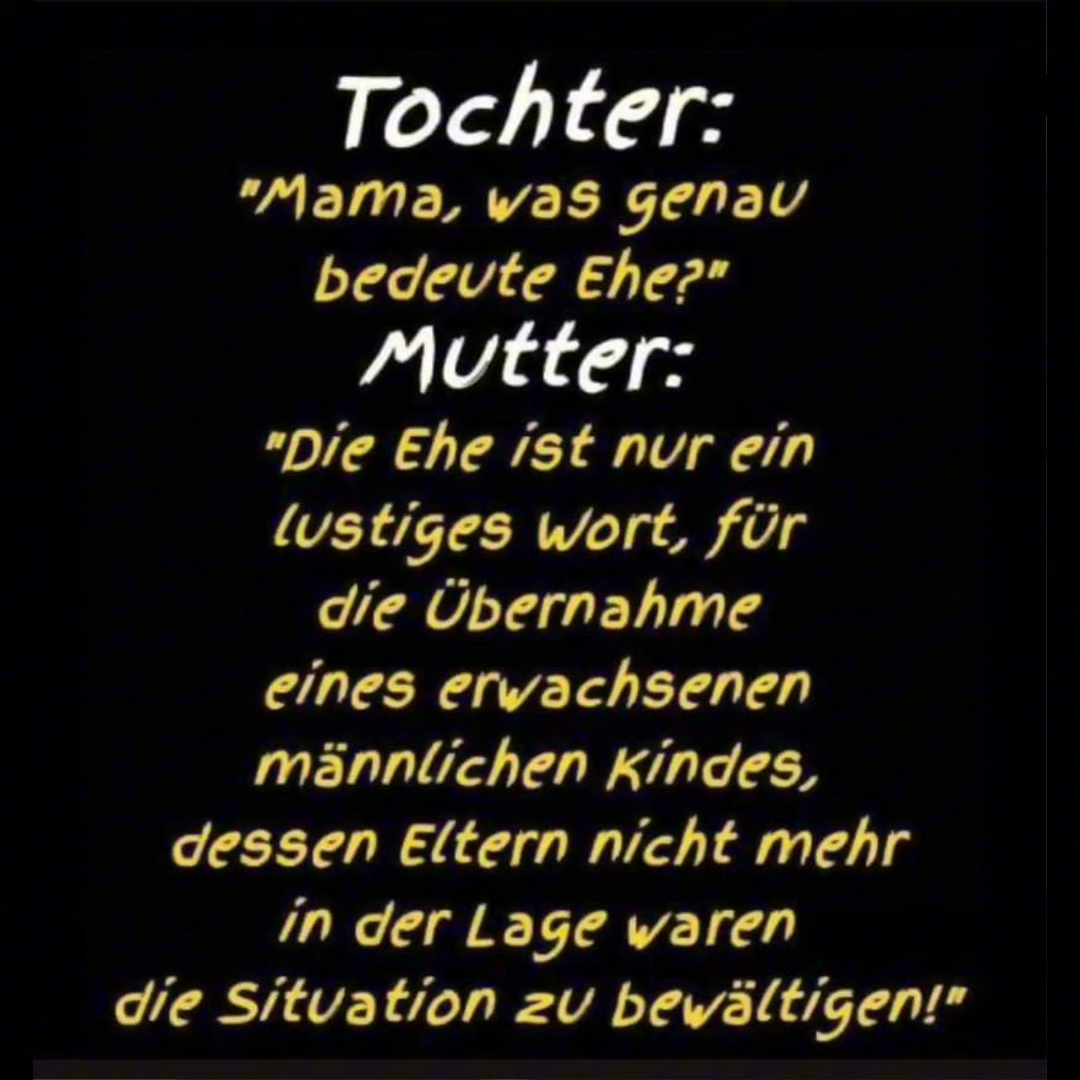 Tochter:
"Mama, was genau
bedeute Ehe?"
Mutter:
"Die Ehe ist nur ein
lustiges Wort, für
die Übernahme
eines erwachsenen
männlichen Kindes,
dessen Eltern nicht mehr
in der Lage waren
die Situation zu bewältigen!"